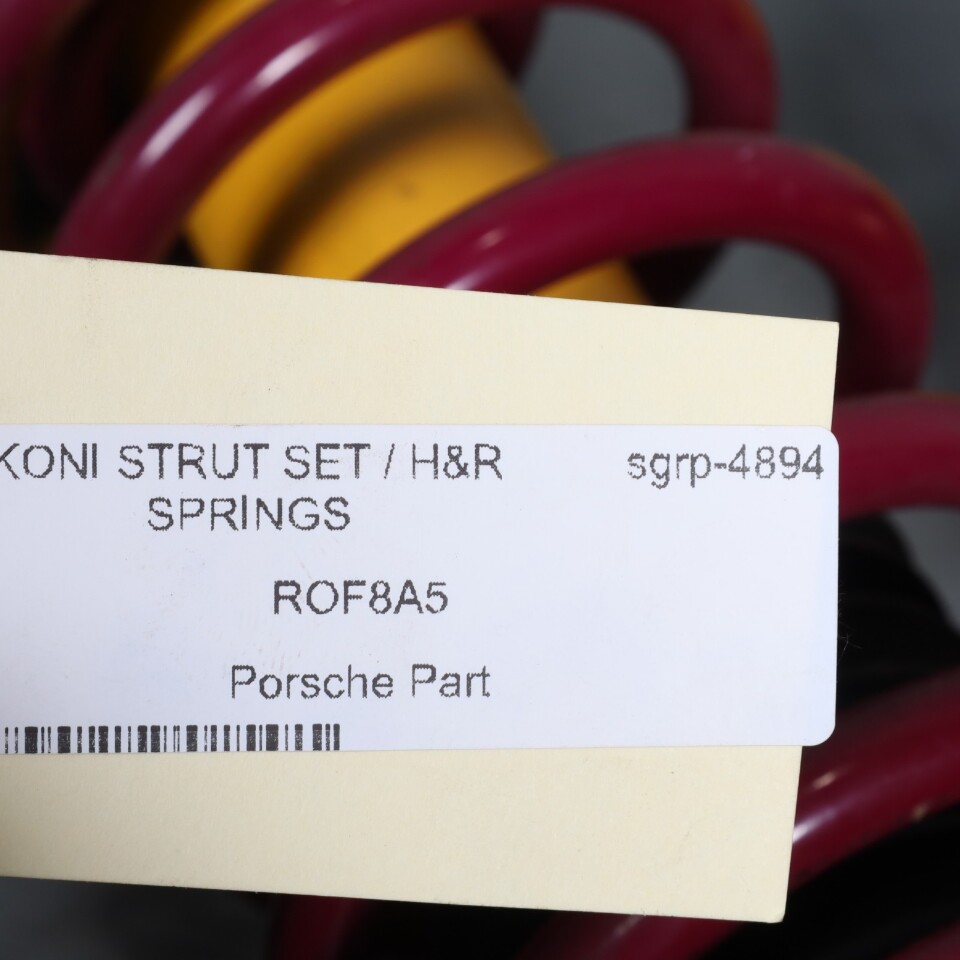 KONI STRUT SET / H&R
SPRINGS
sgrp-4894
ROF8A5
Porsche Part